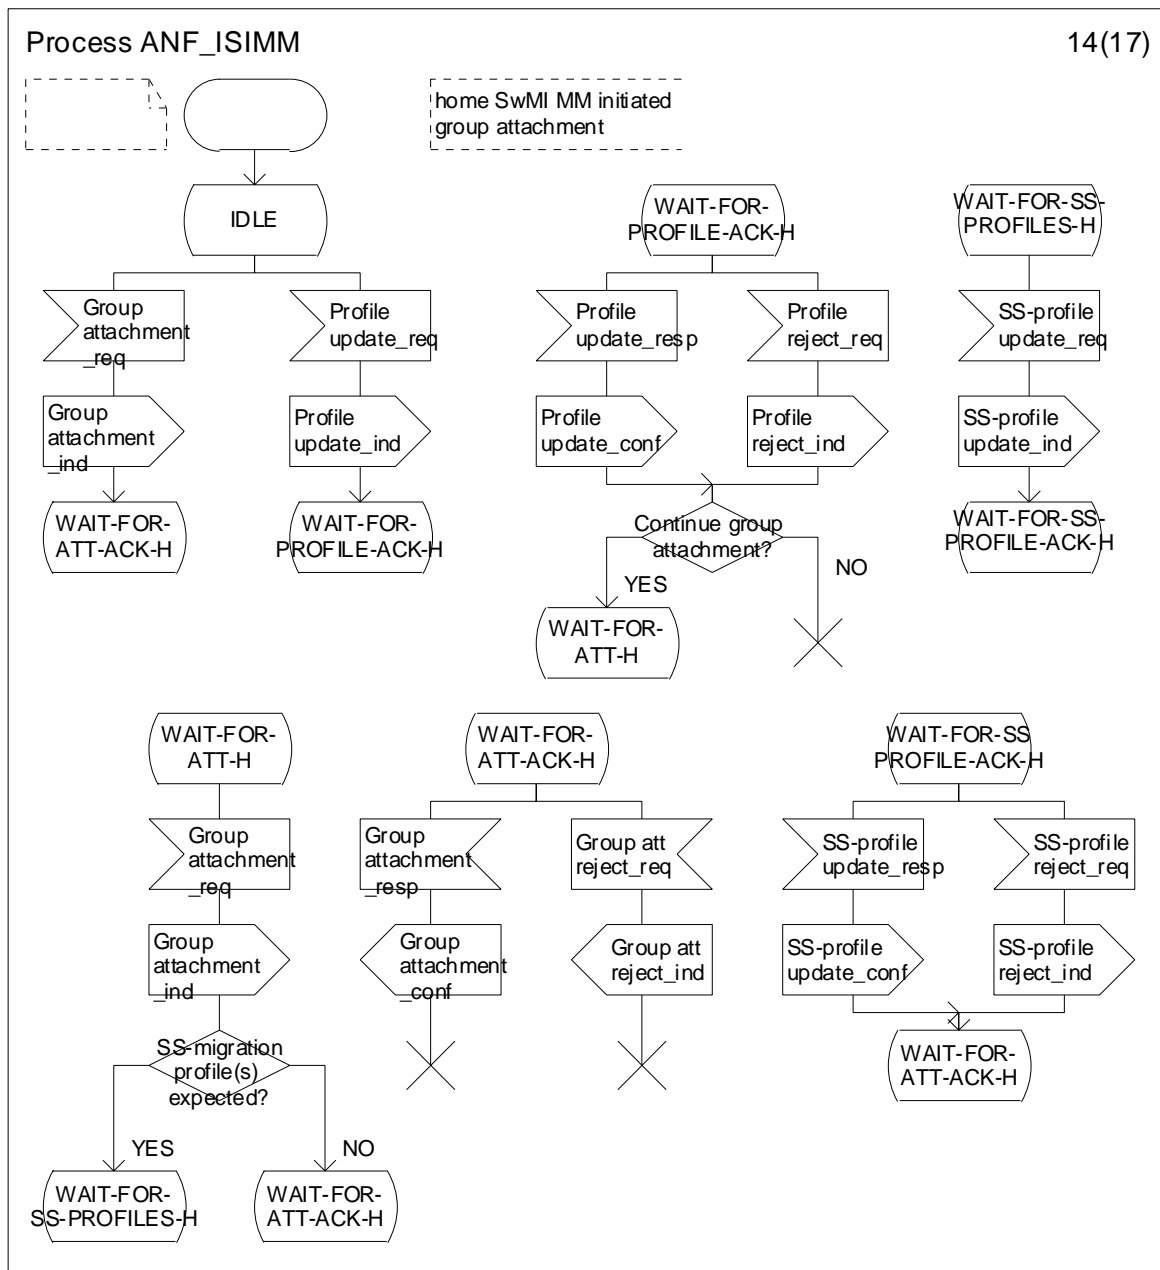 Process ANF_ISIMM
14(17)
home SwMI MM initiated
group attachment
IDLE
WAIT-FOR-
PROFILE-ACK-H
WAIT-FOR-SS-
PROFILES-H
Group
attachment
_req
Profile
update_req
Profile
update_resp
Profile
reject_req
SS-profile
update_req
Group
attachment
_ind
Profile
update_ind
Profile
update_conf
Profile
reject_ind
SS-profile
update_ind
WAIT-FOR-
ATT-ACK-H
WAIT-FOR-
PROFILE-ACK-H
Continue group
attachment?
WAIT-FOR-SS-
PROFILE-ACK-H
YES
NO
WAIT-FOR-
ATT-H
WAIT-FOR-
ATT-H
WAIT-FOR-
ATT-ACK-H
WAIT-FOR-SS
PROFILE-ACK-H
Group
attachment
_req
Group
attachment
_resp
Group att
reject_req
SS-profile
update_resp
SS-profile
reject_req
Group
attachment
_ind
Group
attachment
_conf
Group att
reject_ind
SS-profile
update_conf
SS-profile
reject_ind
SS-migration
profile(s)
expected?
WAIT-FOR-
ATT-ACK-H
YES
NO
WAIT-FOR-
SS-PROFILES-H
WAIT-FOR-
ATT-ACK-H